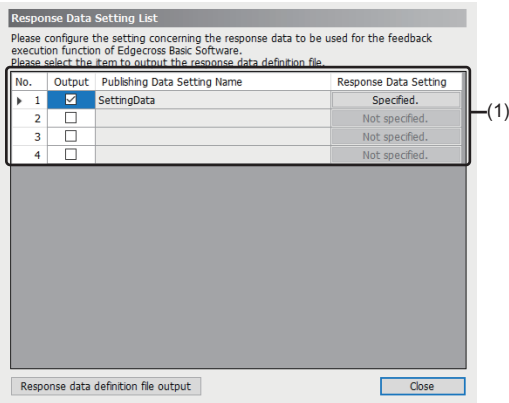 Response Data Setting List
Please configure the setting concerning the response data to be used for the feedback
execution function of Edgecross Basic Software.
Please select the item to output the response data definition file.
No. Output Publishing Data Setting Name Response Data Setting
1 SettingData Specified.
2 Not specified.
3 Not specified.
4 Not specified.
(1)
Response data definition file output Close